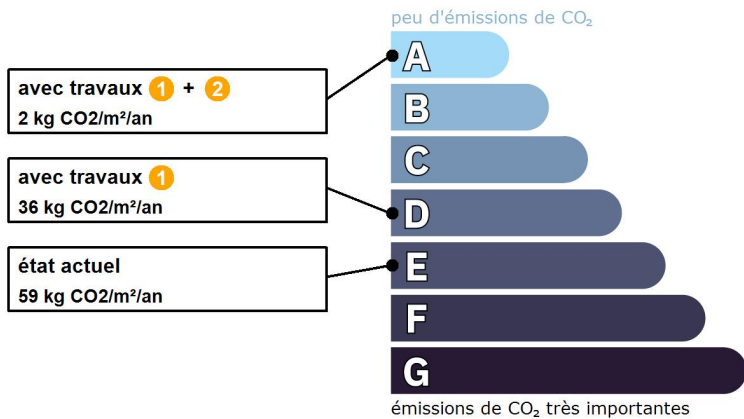 peu d'émissions de CO₂
A
avec travaux 1 + 2
2 kg CO2/m²/an
B
C
avec travaux 1
36 kg CO2/m²/an
D
état actuel
59 kg CO2/m²/an
E
F
G
émissions de CO₂ très importantes